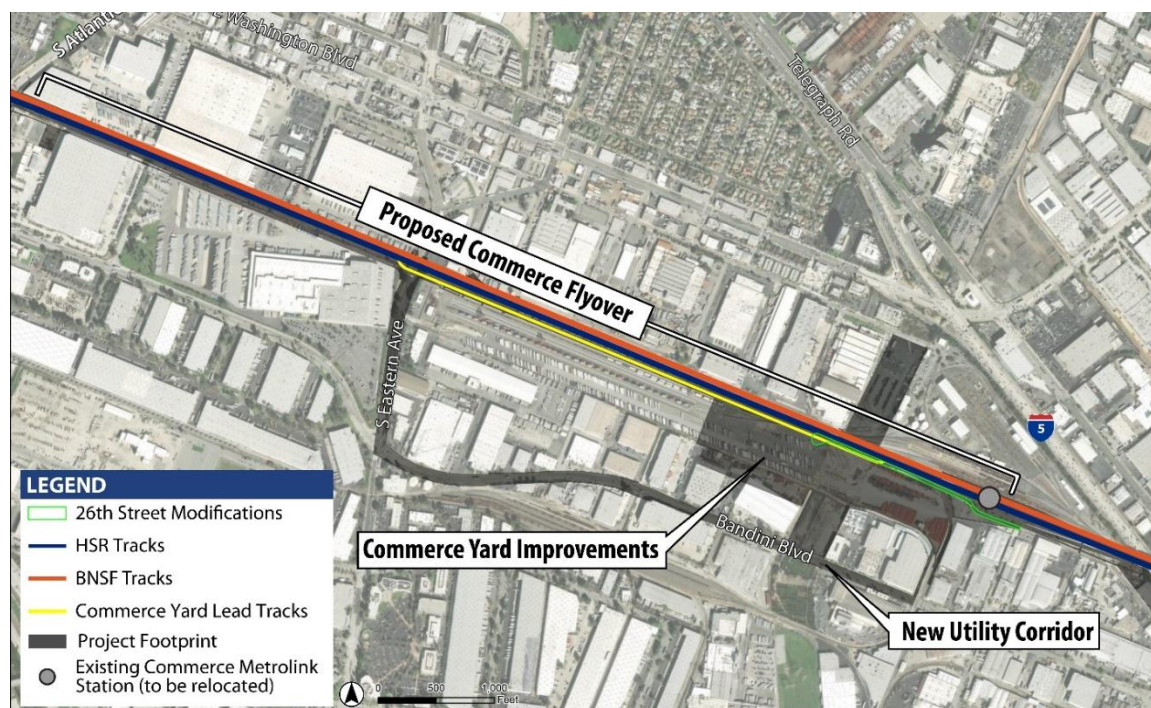 S Atlantic
E Washington Blvd
Telegraph Rd
Proposed Commerce Flyover
S Eastern Ave
5
Commerce Yard Improvements
Bandini Blvd
New Utility Corridor
LEGEND
26th Street Modifications
HSR Tracks
BNSF Tracks
Commerce Yard Lead Tracks
Project Footprint
Existing Commerce Metrolink
Station (to be relocated)
0 500 1,000
Feet